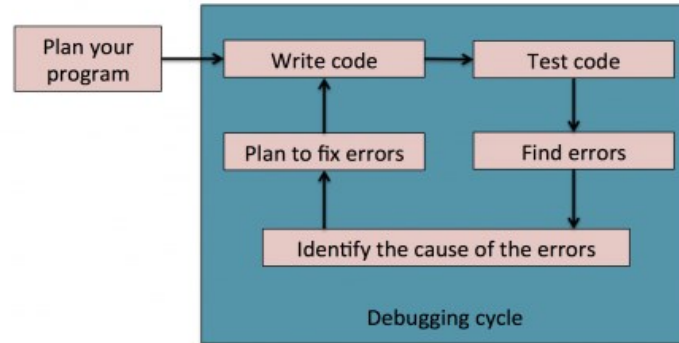 Plan your
program
Write code
Test code
Plan to fix errors
Find errors
Identify the cause of the errors
Debugging cycle